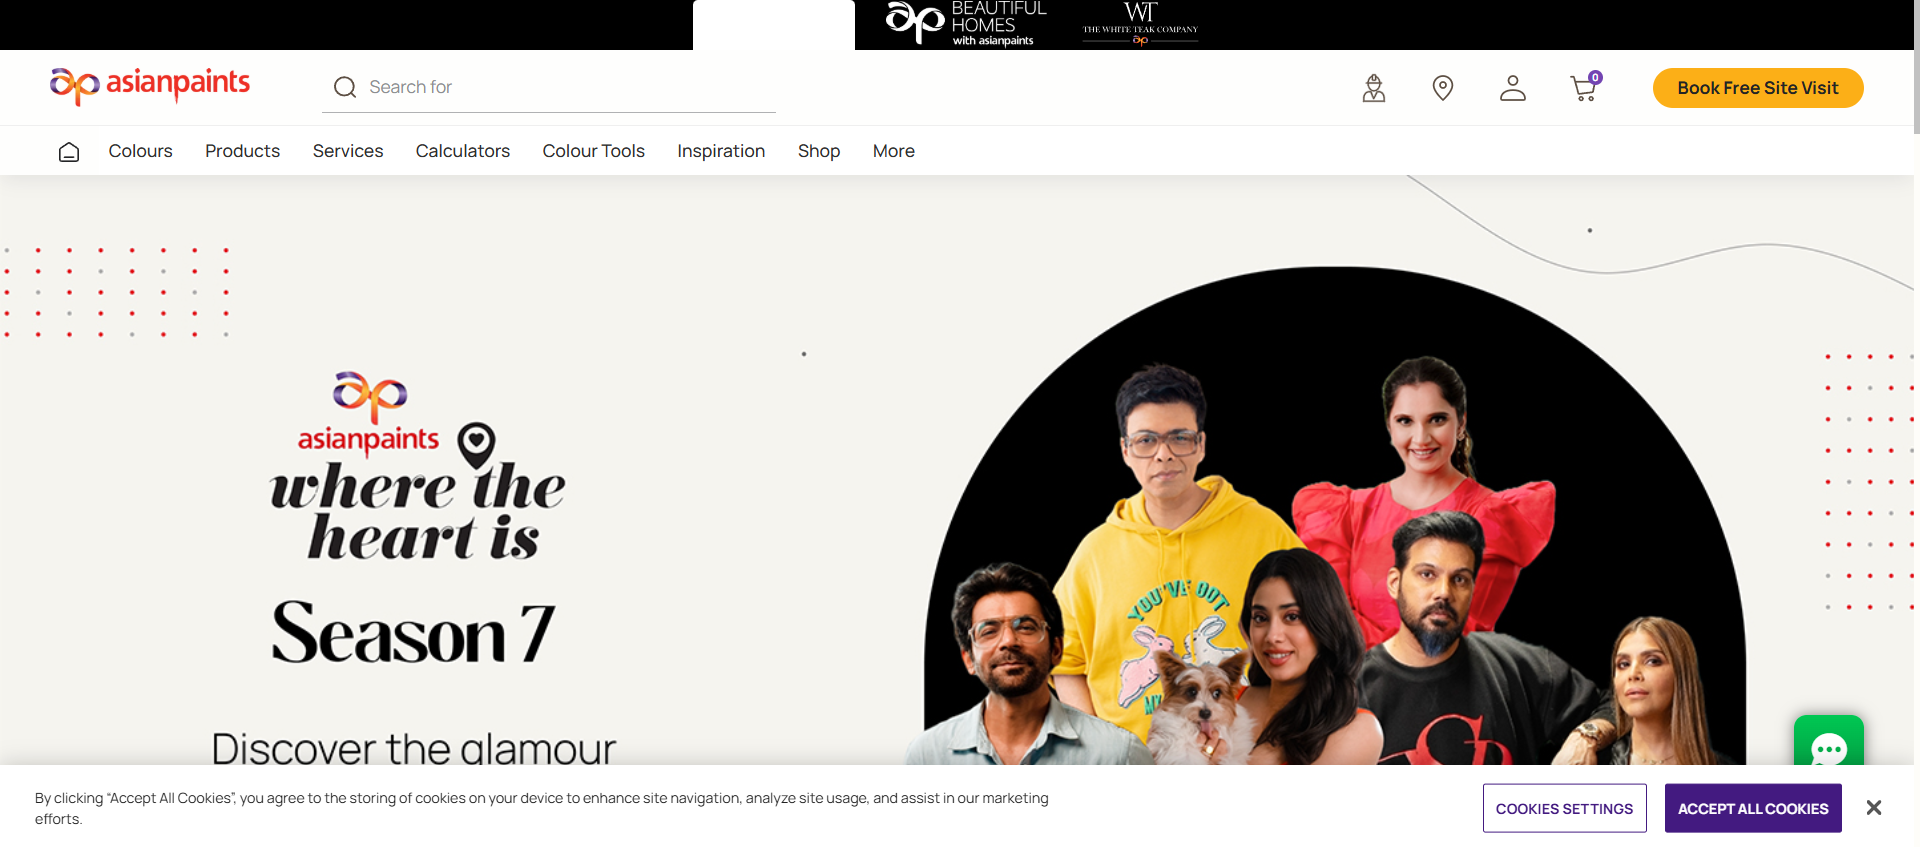 BEAUTIFUL
HOMES
with asianpaints
WT
THE WHITE TEAK COMPANY
asianpaints
Search for
0
Book Free Site Visit
Colours
Products
Services
Calculators
Colour Tools
Inspiration
Shop
More
asianpaints
where the
heart is
Season 7
Discover the glamour
YOU'VE GOT
MY
By clicking “Accept All Cookies”, you agree to the storing of cookies on your device to enhance site navigation, analyze site usage, and assist in our marketing
efforts.
COOKIES SETTINGS
ACCEPT ALL COOKIES